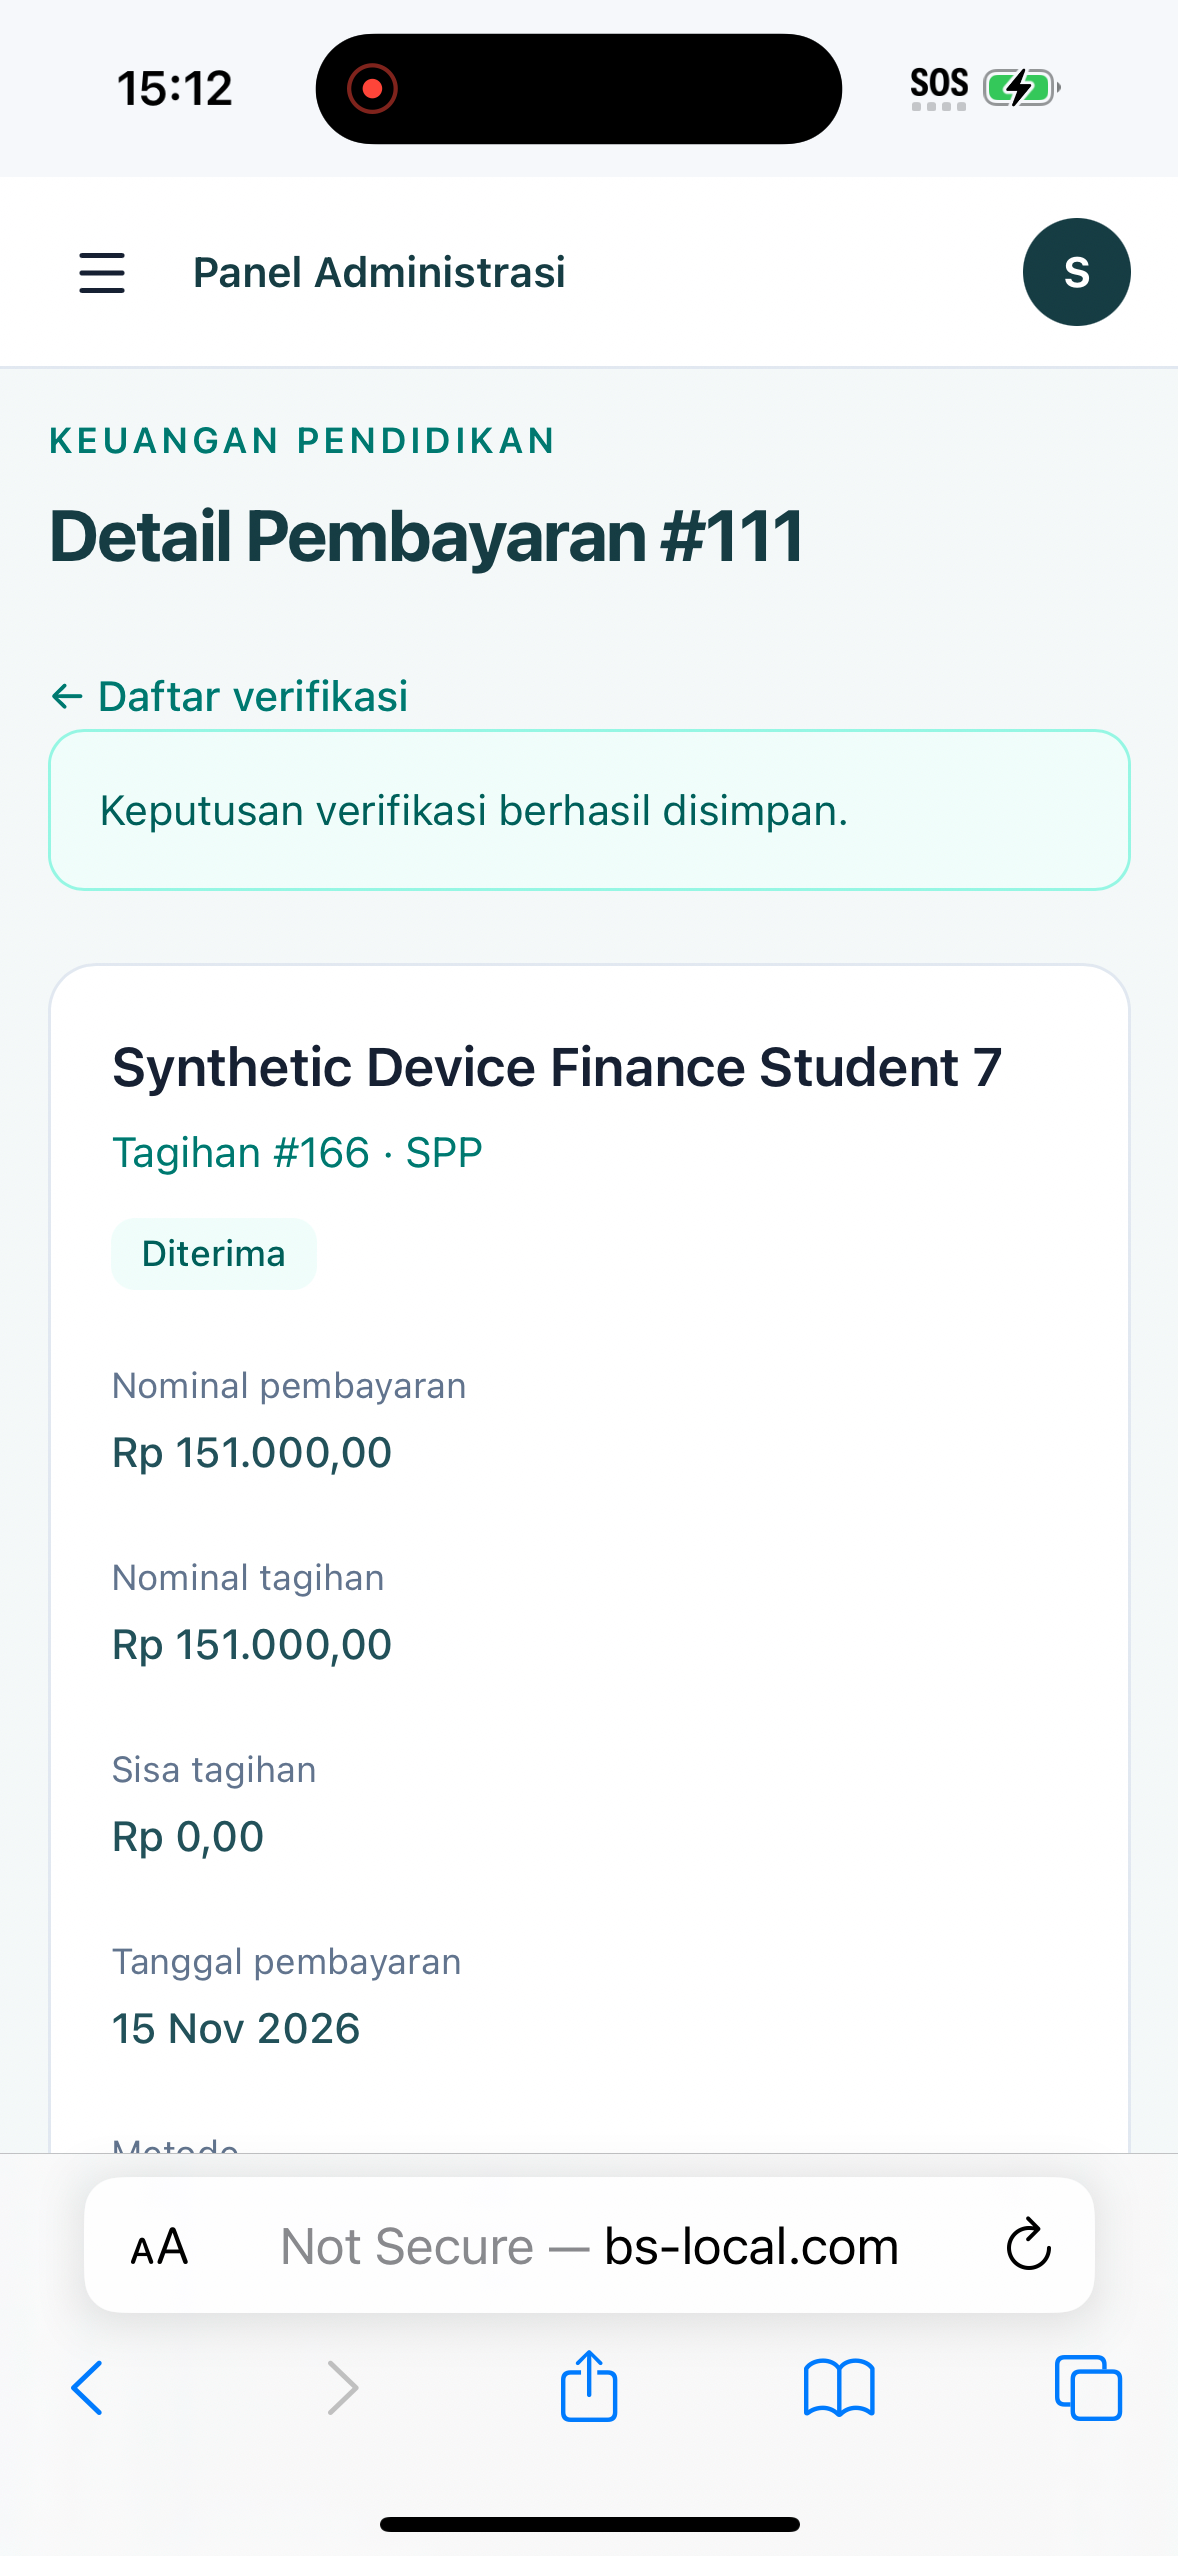 15:12
SOS
Panel Administrasi
S
KEUANGAN PENDIDIKAN
Detail Pembayaran #111
← Daftar verifikasi
Keputusan verifikasi berhasil disimpan.
Synthetic Device Finance Student 7
Tagihan #166 · SPP
Diterima
Nominal pembayaran
Rp 151.000,00
Nominal tagihan
Rp 151.000,00
Sisa tagihan
Rp 0,00
Tanggal pembayaran
15 Nov 2026
Metode
AA Not Secure — bs-local.com